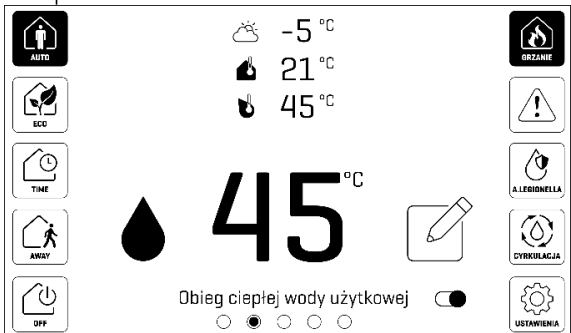 AUTO
ECO
TIME
AWAY
OFF
-5 °C
21 °C
45 °C
45 °C
Obieg ciepłej wody użytkowej
GRZANIE
A.LEGIONELLA
CYRKULACJA
USTAWIENIA